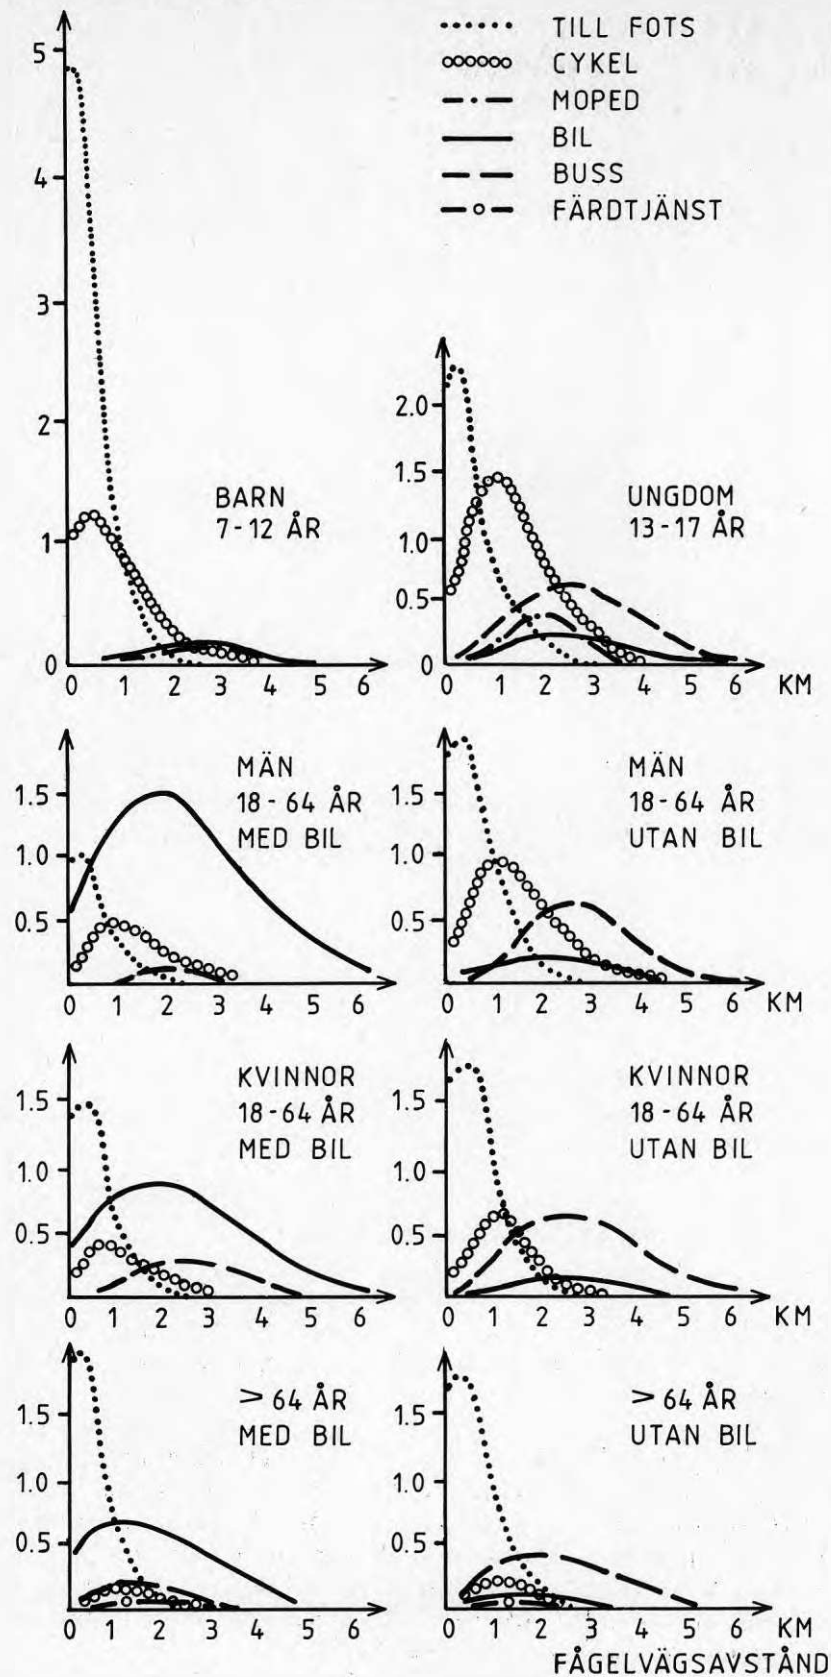 TILL FOTS
CYKEL
MOPED
BIL
BUSS
FÄRDTJÄNST
5
4
3
2
1
0
0 1 2 3 4 5 6
BARN
7-12 ÅR
2.0
1.5
1.0
0.5
0
0 1 2 3 4 5 6 KM
UNGDOM
13-17 ÅR
1.5
1.0
0.5
0 1 2 3 4 5 6 KM
MÄN
18-64 ÅR
MED BIL
1.5
1.0
0.5
0 1 2 3 4 5 6 KM
MÄN
18-64 ÅR
UTAN BIL
1.5
1.0
0.5
0 1 2 3 4 5 6
KVINNOR
18-64 ÅR
MED BIL
1.5
1.0
0.5
0 1 2 3 4 5 6 KM
KVINNOR
18-64 ÅR
UTAN BIL
1.5
1.0
0.5
0 1 2 3 4 5 6
> 64 ÅR
MED BIL
1.5
1.0
0.5
0 1 2 3 4 5 6 KM
> 64 ÅR
UTAN BIL
FÅGELVÄGSAVSTÅND